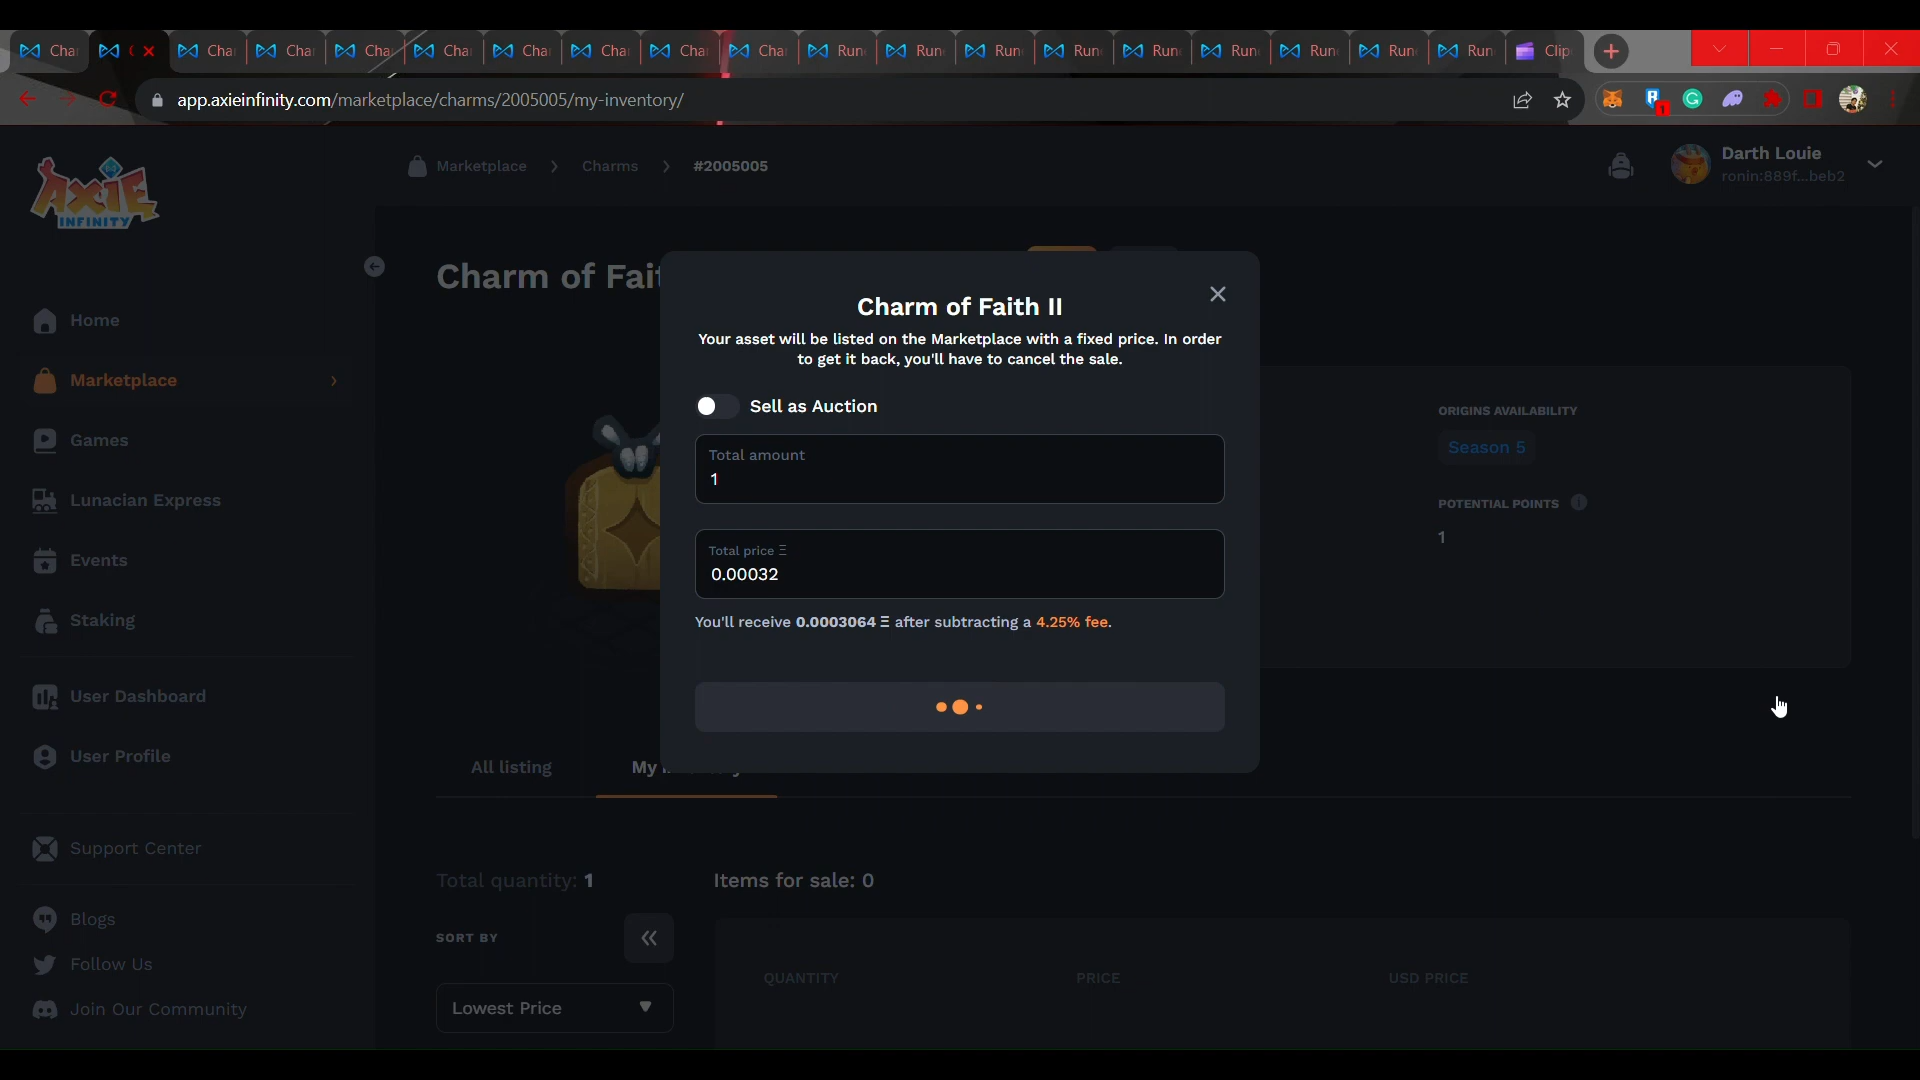 Cha
Cha
Cha
Cha
Cha
Cha
Cha
Cha
Cha
Run
Run
Run
Run
Run
Run
Run
Run
Run
Clip
app.axieinfinity.com/marketplace/charms/2005005/my-inventory/
1
AXIE
INFINITY
Marketplace
Charms
#2005005
Darth Louie
ronin:889f...beb2
Home
Marketplace
Games
Lunacian Express
Events
Staking
User Dashboard
User Profile
Support Center
Blogs
Follow Us
Join Our Community
Charm of Fai
Charm of Faith II
Your asset will be listed on the Marketplace with a fixed price. In order
to get it back, you'll have to cancel the sale.
Sell as Auction
Total amount
1
Total price Ξ
0.00032
You'll receive 0.0003064 Ξ after subtracting a 4.25% fee.
ORIGINS AVAILABILITY
Season 5
POTENTIAL POINTS
1
All listing
My
Total quantity: 1
Items for sale: 0
SORT BY
Lowest Price
QUANTITY
PRICE
USD PRICE